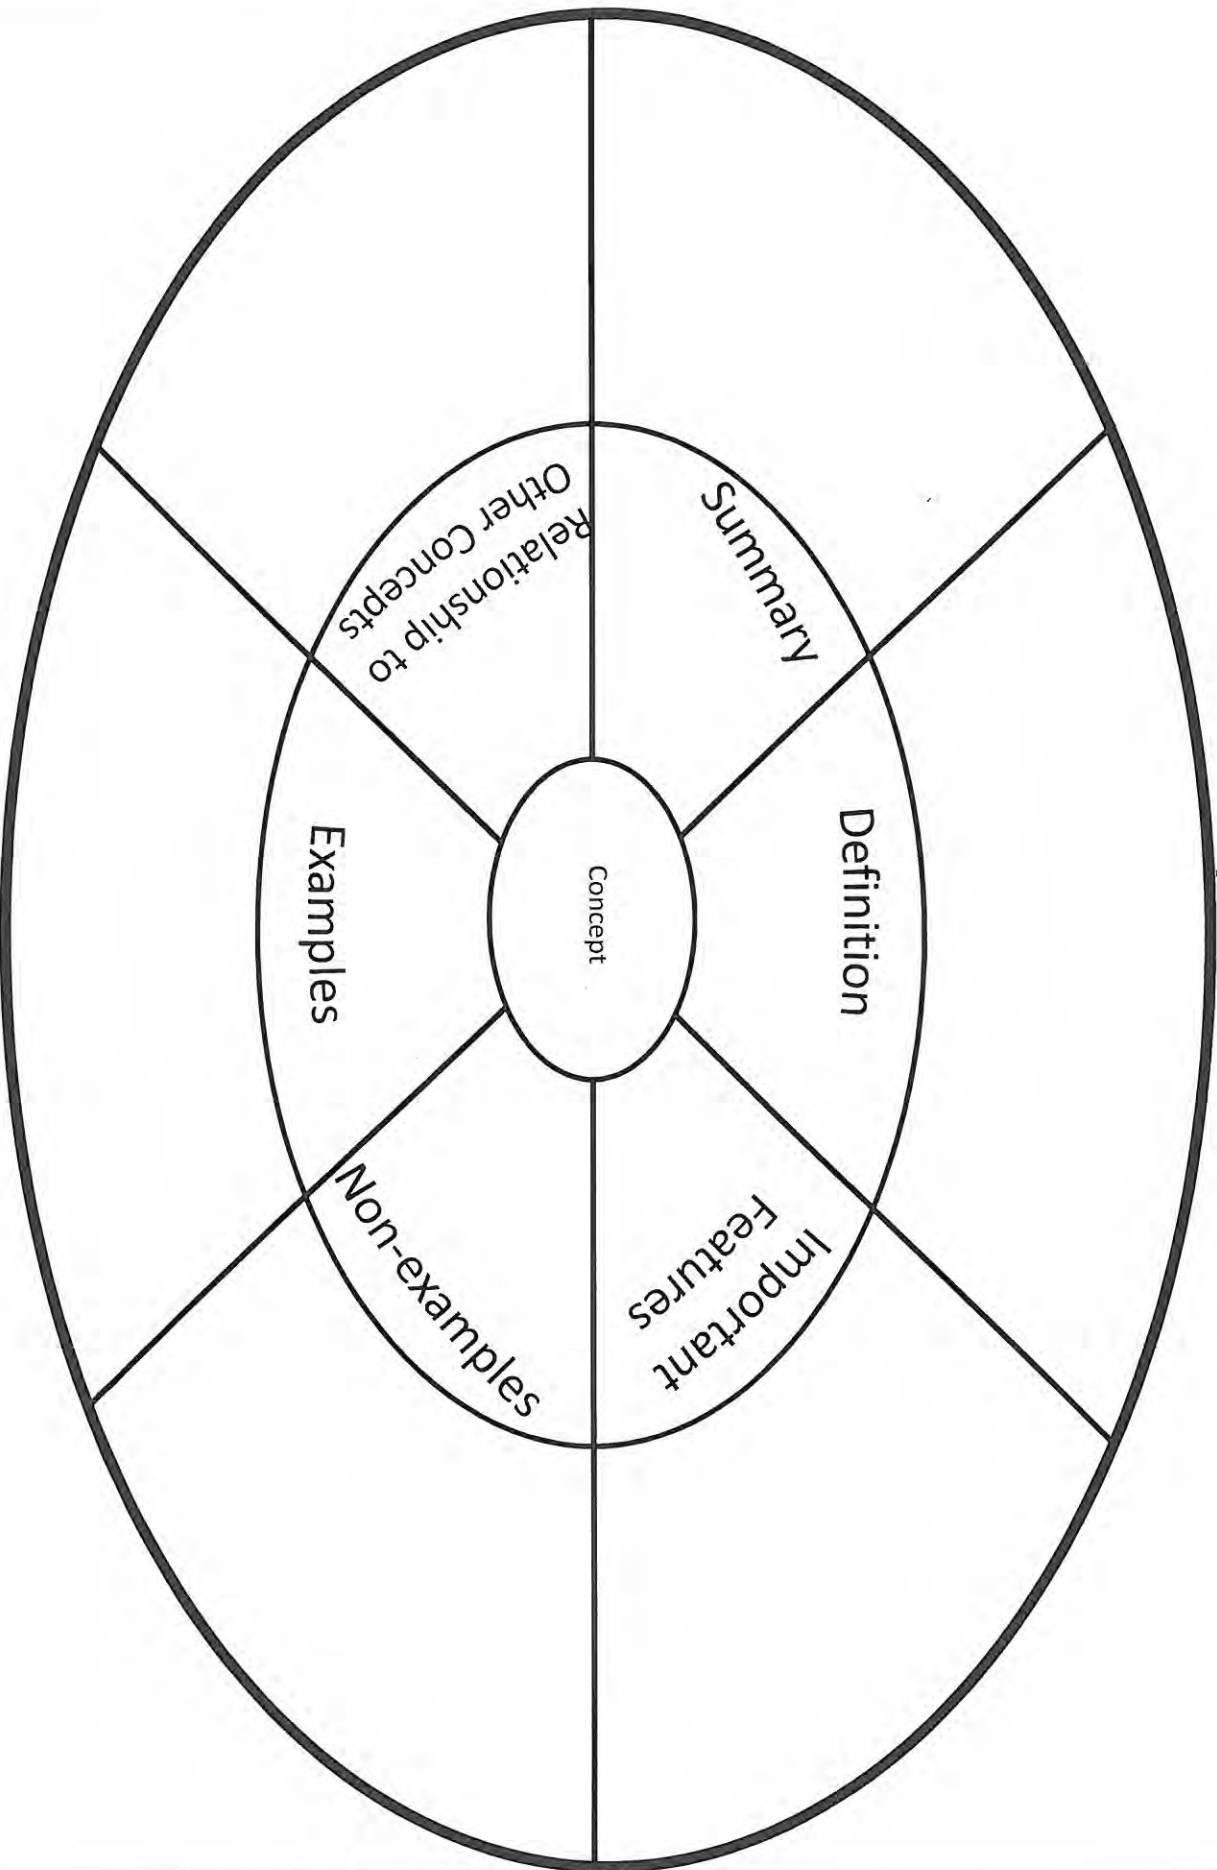 Summary
Definition
Important
Features
Relationship to
Other Concepts
Concept
Examples
Non-examples